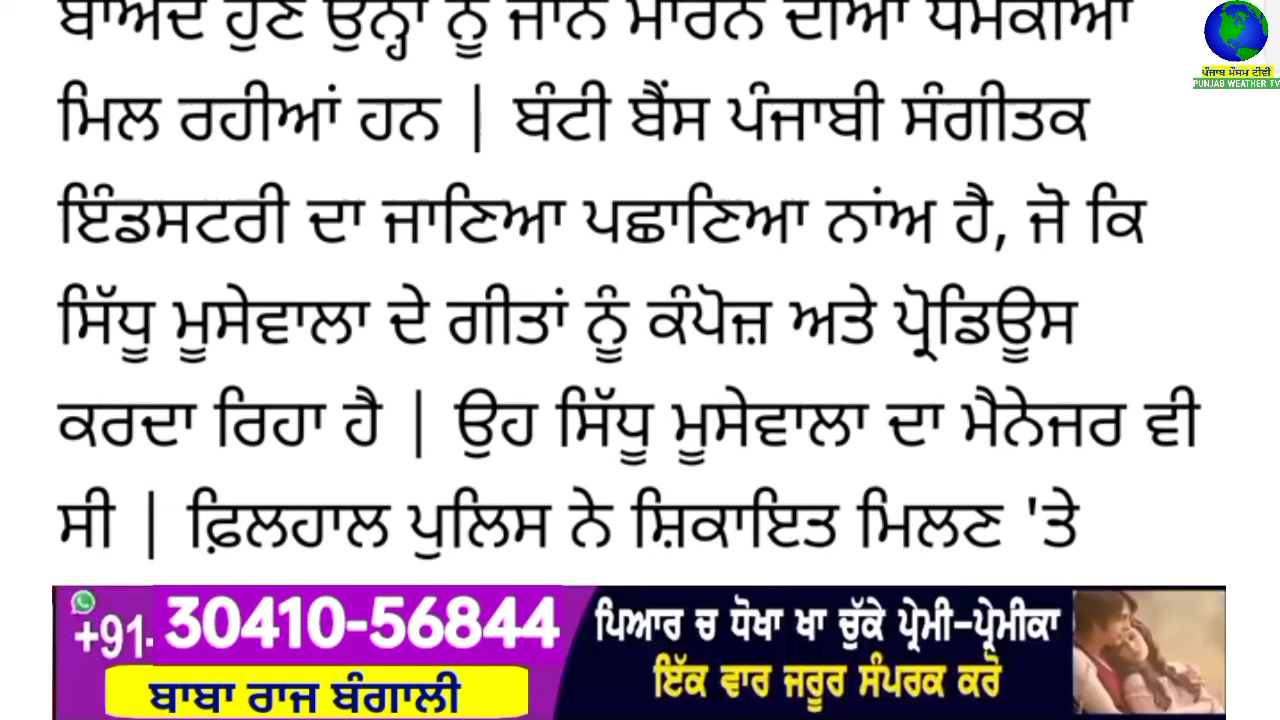 ਬਾਅਦ ਹੁਣ ਉਨ੍ਹਾਂ ਨੂੰ ਜਾਨੋਂ ਮਾਰਨ ਦੀਆਂ ਧਮਕੀਆਂ
ਮਿਲ ਰਹੀਆਂ ਹਨ | ਬੰਟੀ ਬੈਂਸ ਪੰਜਾਬੀ ਸੰਗੀਤਕ
ਇੰਡਸਟਰੀ ਦਾ ਜਾਣਿਆ ਪਛਾਣਿਆ ਨਾਂਅ ਹੈ, ਜੋ ਕਿ
ਸਿੱਧੂ ਮੂਸੇਵਾਲਾ ਦੇ ਗੀਤਾਂ ਨੂੰ ਕੰਪੋਜ਼ ਅਤੇ ਪ੍ਰੋਡਿਊਸ
ਕਰਦਾ ਰਿਹਾ ਹੈ | ਉਹ ਸਿੱਧੂ ਮੂਸੇਵਾਲਾ ਦਾ ਮੈਨੇਜਰ ਵੀ
ਸੀ | ਫ਼ਿਲਹਾਲ ਪੁਲਿਸ ਨੇ ਸ਼ਿਕਾਇਤ ਮਿਲਣ 'ਤੇ
ਪੰਜਾਬ ਮੌਸਮ ਟੀਵੀ
PUNJAB WEATHER TV
+91. 30410-56844
ਬਾਬਾ ਰਾਜ ਬੰਗਾਲੀ
ਪਿਆਰ ਚ ਧੋਖਾ ਖਾ ਚੁੱਕੇ ਪ੍ਰੇਮੀ-ਪ੍ਰੇਮੀਕਾ
ਇੱਕ ਵਾਰ ਜਰੂਰ ਸੰਪਰਕ ਕਰੋ